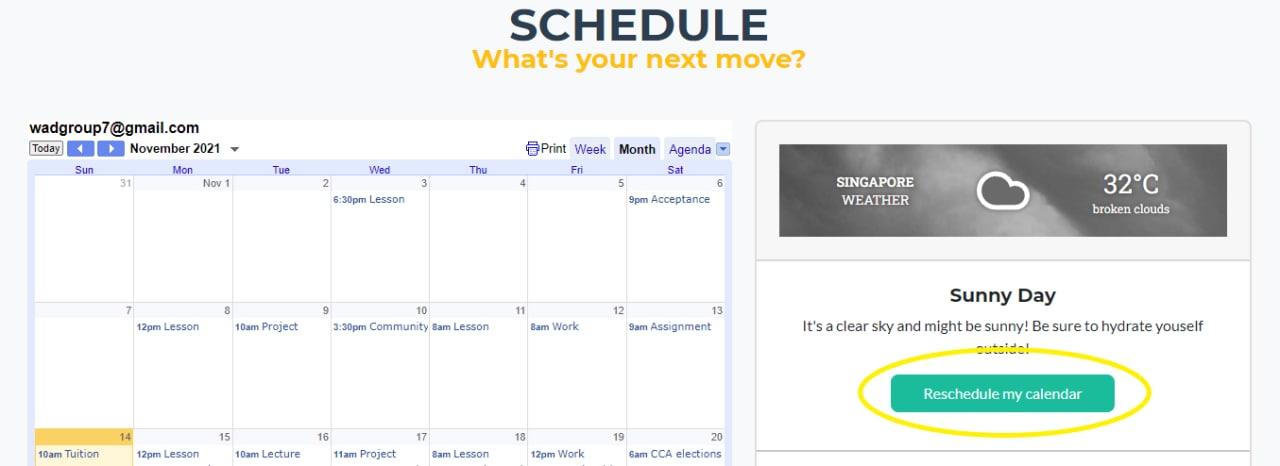 SCHEDULE
What's your next move?
wadgroup7@gmail.com
Today November 2021 Print Week Month Agenda
Sun Mon Tue Wed Thu Fri Sat
31 Nov 1 2 3 4 5 6
6:30pm Lesson 9pm Acceptance
7 8 9 10 11 12 13
12pm Lesson 10am Project 3:30pm Community 8am Lesson 8am Work 9am Assignment
14 15 16 17 18 19 20
10am Tuition 12pm Lesson 10am Lecture 11am Project 8am Lesson 12pm Work 6am CCA elections
SINGAPORE
WEATHER
32°C
broken clouds
Sunny Day
It's a clear sky and might be sunny! Be sure to hydrate youself
outside!
Reschedule my calendar